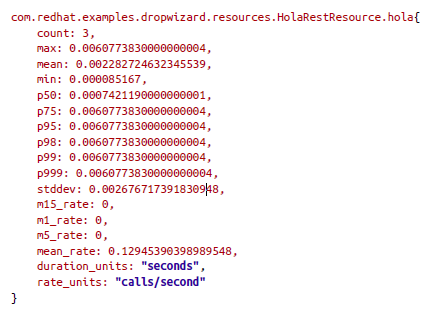 com.redhat.examples.dropwizard.resources.HolaRestResource.hola{
count: 3,
max: 0.0060773830000000004,
mean: 0.002282724632345539,
min: 0.000085167,
p50: 0.0007421190000000001,
p75: 0.0060773830000000004,
p95: 0.0060773830000000004,
p98: 0.0060773830000000004,
p99: 0.0060773830000000004,
p999: 0.0060773830000000004,
stddev: 0.002676717391830948,
m15_rate: 0,
m1_rate: 0,
m5_rate: 0,
mean_rate: 0.12945390398989548,
duration_units: "seconds",
rate_units: "calls/second"
}